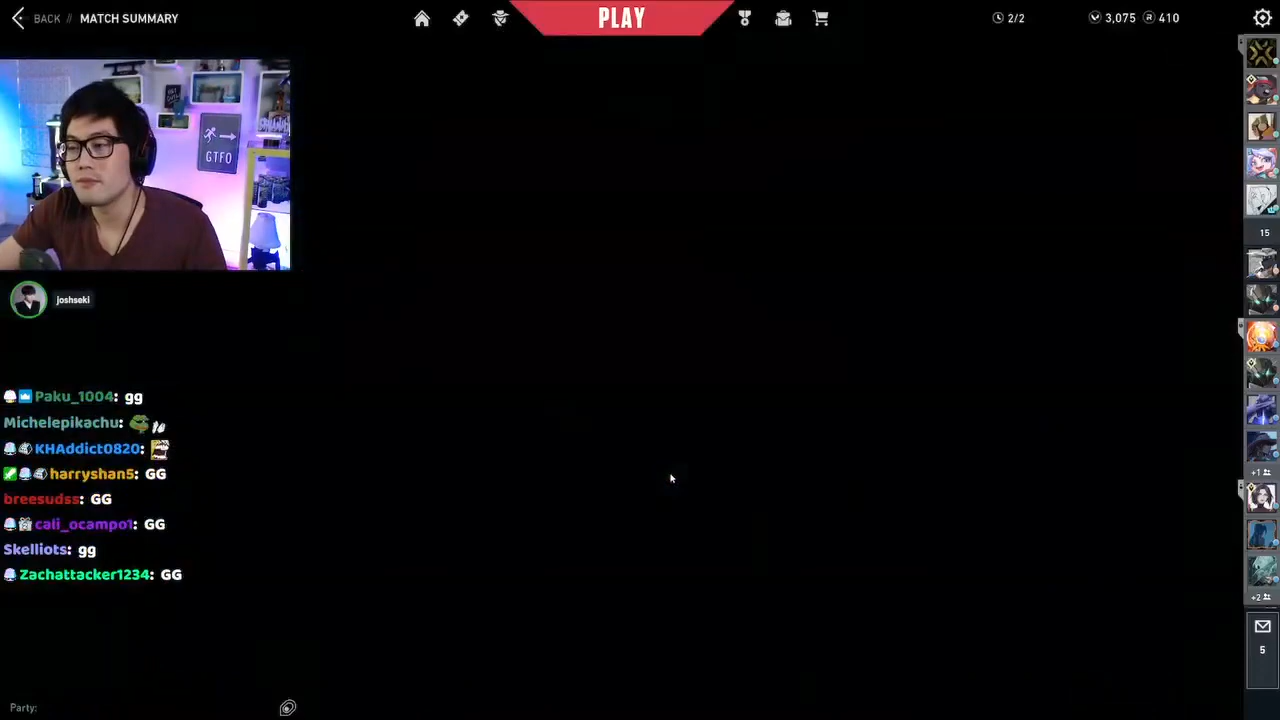 BACK // MATCH SUMMARY
PLAY
2/2
3,075
410
GTFO
joshseki
15
Paku_1004: gg
Michelepikachu:
KHAddict0820:
harryshan5: GG
breesudss: GG
cali_ocampo1: GG
Skelliots: gg
Zachattacker1234: GG
+1
+2
5
Party: